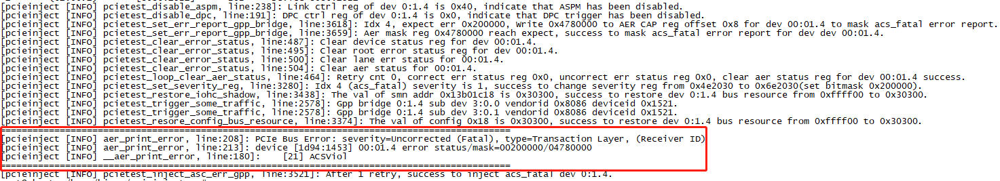 [pcieinject [INFO] pcietest_disable_aspm, line:238]: Link ctrl reg of dev 0:1.4 is 0x40, indicate that ASPM has been disabled.
[pcieinject [INFO] pcietest_disable_dpc, line:191]: DPC ctrl reg of dev 0:1.4 is 0x0, indicate that DPC trigger has been disabled.
[pcieinject [INFO] pcietest_set_err_report_gpp_bridge, line:3618]: Idx 4, expect err 0x200000, Write 0x4780000 to AER CAP reg offset 0x8 for dev 00:01.4 to mask acs_fatal error report.
[pcieinject [INFO] pcietest_set_err_report_gpp_bridge, line:3659]: Aer mask reg 0x4780000 reach expect, success to mask acs_fatal error report for dev dev 00:01.4.
[pcieinject [INFO] pcietest_clear_error_status, line:487]: Clear device status reg for dev 00:01.4.
[pcieinject [INFO] pcietest_clear_error_status, line:495]: Clear root error status reg for dev 00:01.4.
[pcieinject [INFO] pcietest_clear_error_status, line:500]: Clear lane err status for 00:01.4.
[pcieinject [INFO] pcietest_clear_error_status, line:504]: Clear aer status for 00:01.4.
[pcieinject [INFO] pcietest_loop_clear_aer_status, line:464]: Retry cnt 0, correct err status reg 0x0, uncorrect err status reg 0x0, clear aer status reg for dev 00:01.4 success.
[pcieinject [INFO] pcietest_set_severity_reg, line:3280]: Idx 4 (acs_fatal) severity is 1, success to change severity reg from 0x4e2030 to 0x6e2030(set bitmask 0x200000).
[pcieinject [INFO] pcietest_restore_iohc_shadow, line:3438]: The val of smn addr 0x13b01c18 is 0x30300, success to restore dev 0:1.4 bus resource from 0xffff00 to 0x30300.
[pcieinject [INFO] pcietest_trigger_some_traffic, line:2578]: Gpp bridge 0:1.4 sub dev 3:0.0 vendorid 0x8086 deviceid 0x1521.
[pcieinject [INFO] pcietest_trigger_some_traffic, line:2578]: Gpp bridge 0:1.4 sub dev 3:0.1 vendorid 0x8086 deviceid 0x1521.
[pcieinject [INFO] pcietest_resore_config_bus_resource, line:3374]: The val of config 0x18 is 0x30300, success to restore dev 0:1.4 bus resource from 0xffff00 to 0x30300.
[pcieinject [INFO] aer_print_error, line:208]: PCIe Bus Error: severity=Uncorrected (Fatal), type=Transaction Layer, (Receiver ID)
[pcieinject [INFO] aer_print_error, line:213]: device [1d94:1453] 00:01.4 error status/mask=00200000/04780000
[pcieinject [INFO] __aer_print_error, line:180]: [21] ACSViol
[pcieinject [INFO] pcietest_inject_asc_err_gpp, line:3521]: After 1 retry, success to inject acs_fatal dev 0:1.4.